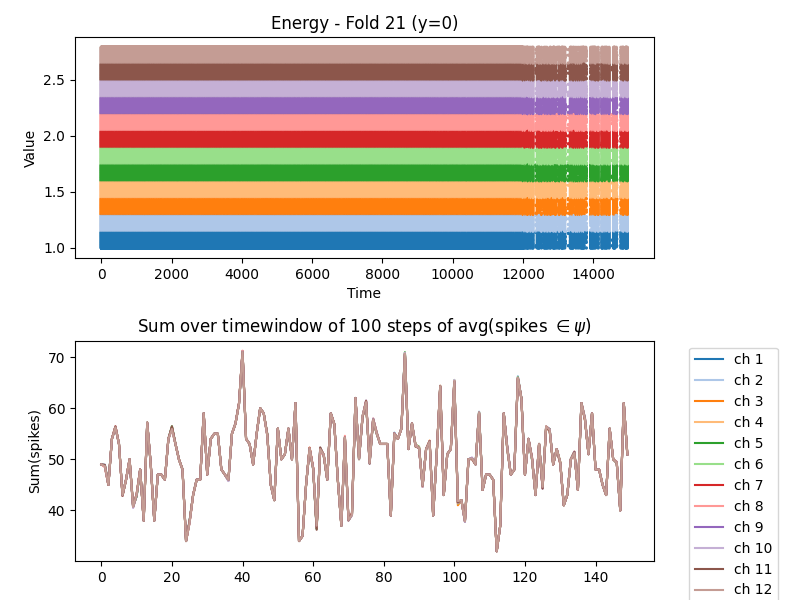 Energy - Fold 21 (y=0)
Value
2.5
2.0
1.5
1.0
0 2000 4000 6000 8000 10000 12000 14000
Time
Sum over timewindow of 100 steps of avg(spikes ∈ ψ)
Sum(spikes)
70
60
50
40
0 20 40 60 80 100 120 140
ch 1
ch 2
ch 3
ch 4
ch 5
ch 6
ch 7
ch 8
ch 9
ch 10
ch 11
ch 12